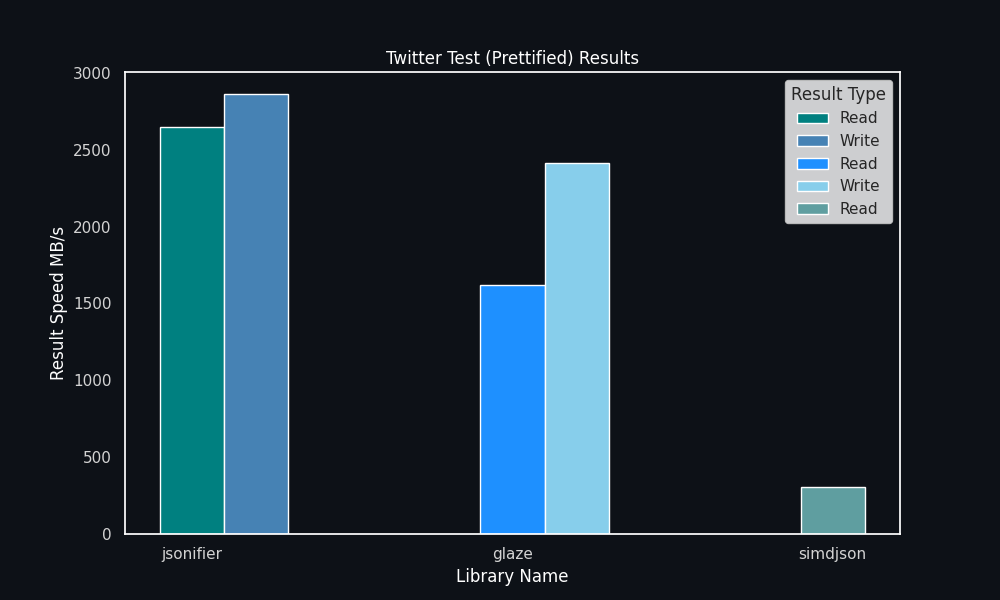 Twitter Test (Prettified) Results
Result Speed MB/s
3000
2500
2000
1500
1000
500
0
Result Type
Read
Write
Read
Write
Read
jsonifier
glaze
simdjson
Library Name